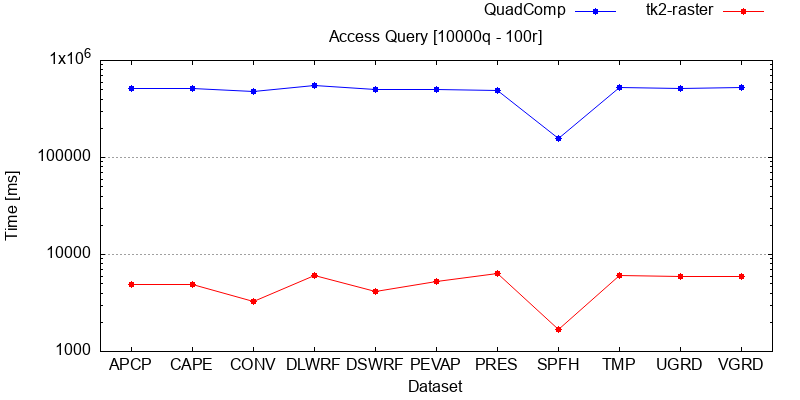 QuadComp tk2-raster
Access Query [10000q - 100r]
1x10^6
100000
10000
1000
Time [ms]
APCP CAPE CONV DLWRF DSWRF PEVAP PRES SPFH TMP UGRD VGRD
Dataset